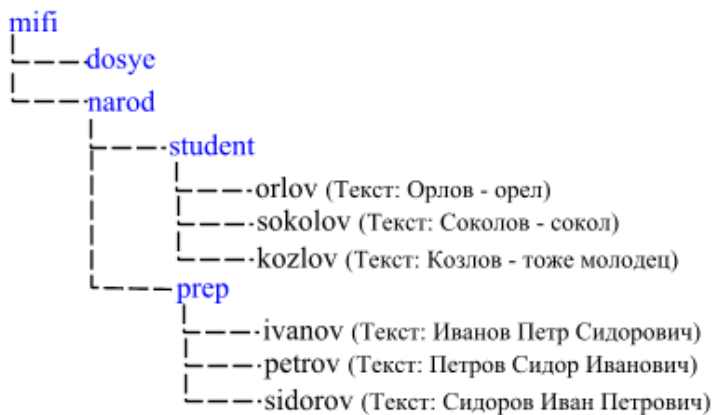 mifi
dosye
narod
student
orlov (Текст: Орлов - орел)
sokolov (Текст: Соколов - сокол)
kozlov (Текст: Козлов - тоже молодец)
prep
ivanov (Текст: Иванов Петр Сидорович)
petrov (Текст: Петров Сидор Иванович)
sidorov (Текст: Сидоров Иван Петрович)